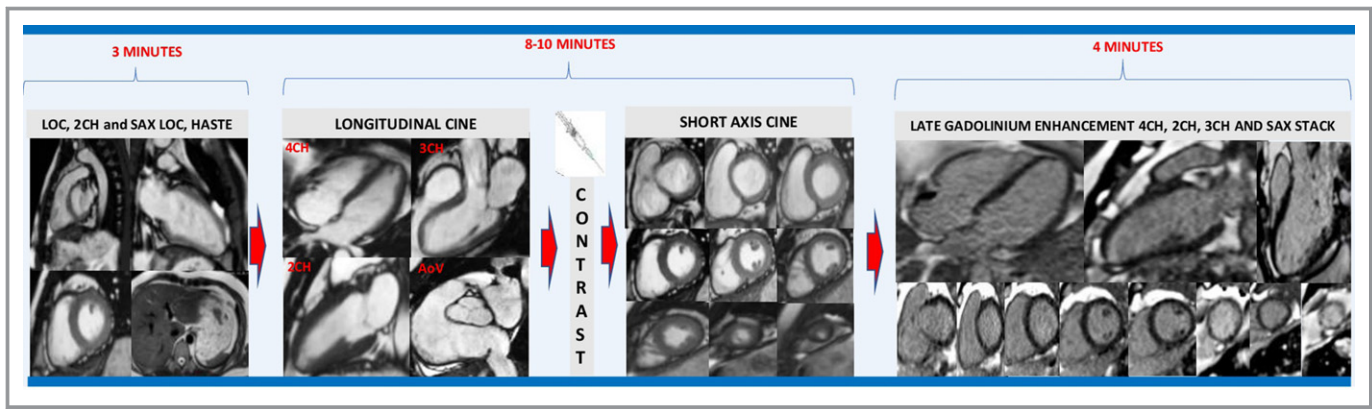 3 MINUTES
8-10 MINUTES
4 MINUTES
LOC, 2CH and SAX LOC, HASTE
LONGITUDINAL CINE
SHORT AXIS CINE
LATE GADOLINIUM ENHANCEMENT 4CH, 2CH, 3CH AND SAX STACK
4CH
3CH
2CH
AoV
CONTRAST